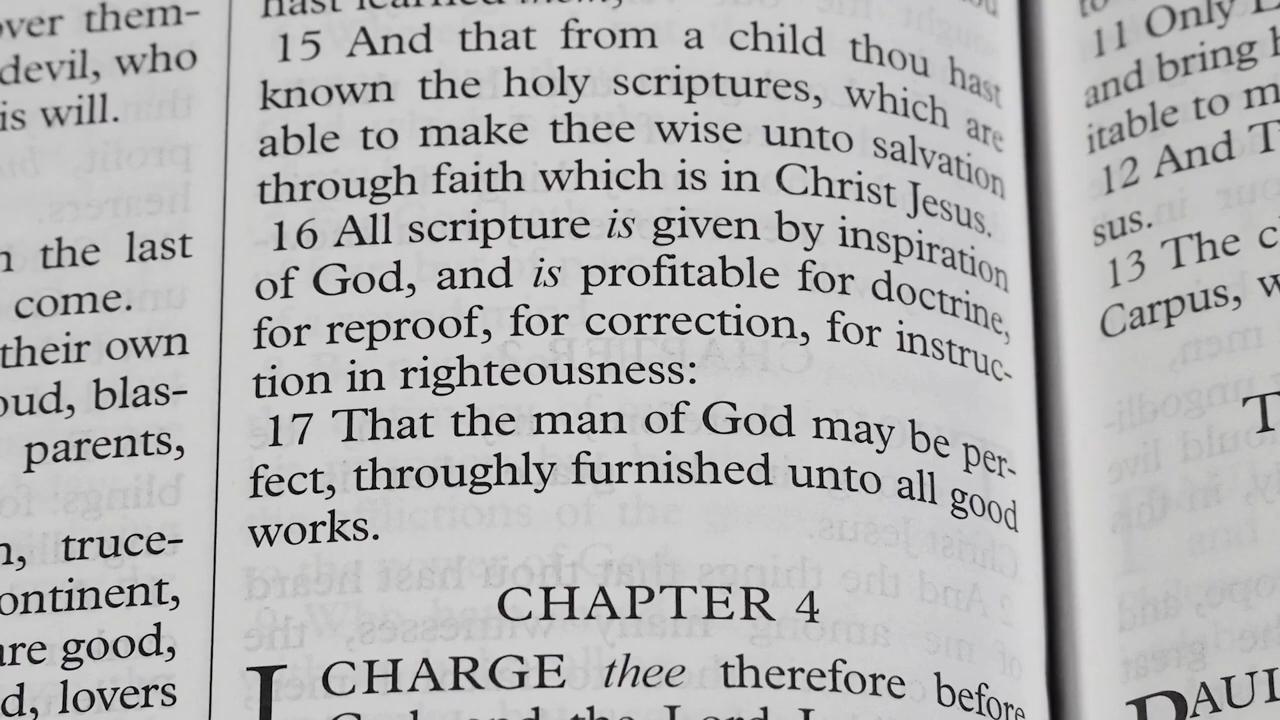 over them-
devil, who
is will.
the last
come.
their own
blas-
parents,
truce-
good,
lovers
15 And that from a child thou hast
known the holy scriptures, which are
able to make thee wise unto salvation
through faith which is in Christ Jesus.
16 All scripture is given by inspiration
of God, and is profitable for doctrine,
for reproof, for correction, for instruc-
tion in righteousness:
17 That the man of God may be per-
fect, throughly furnished unto all good
works.
CHAPTER 4
I CHARGE thee therefore before
11 Only
and bring
itable to
12 And
sus.
13 The
Carpus,
PAUL